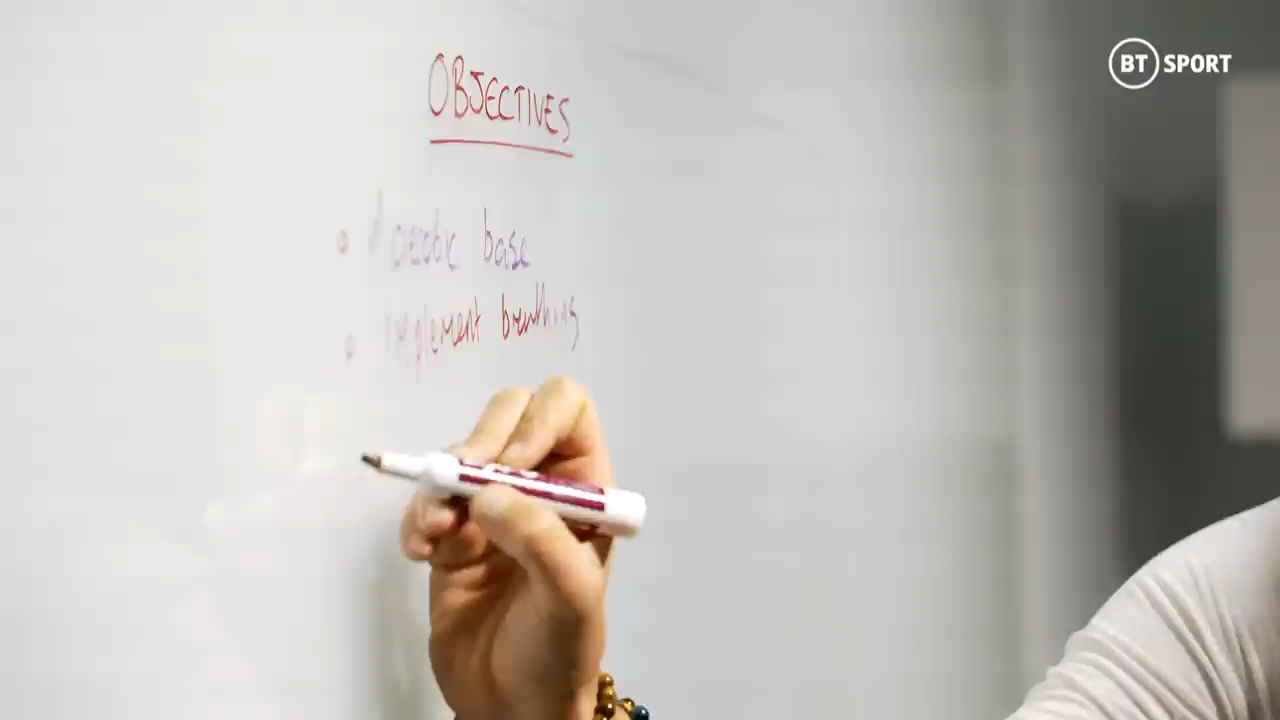 BT SPORT
OBJECTIVES
• Aerobic base
• Implement breathing